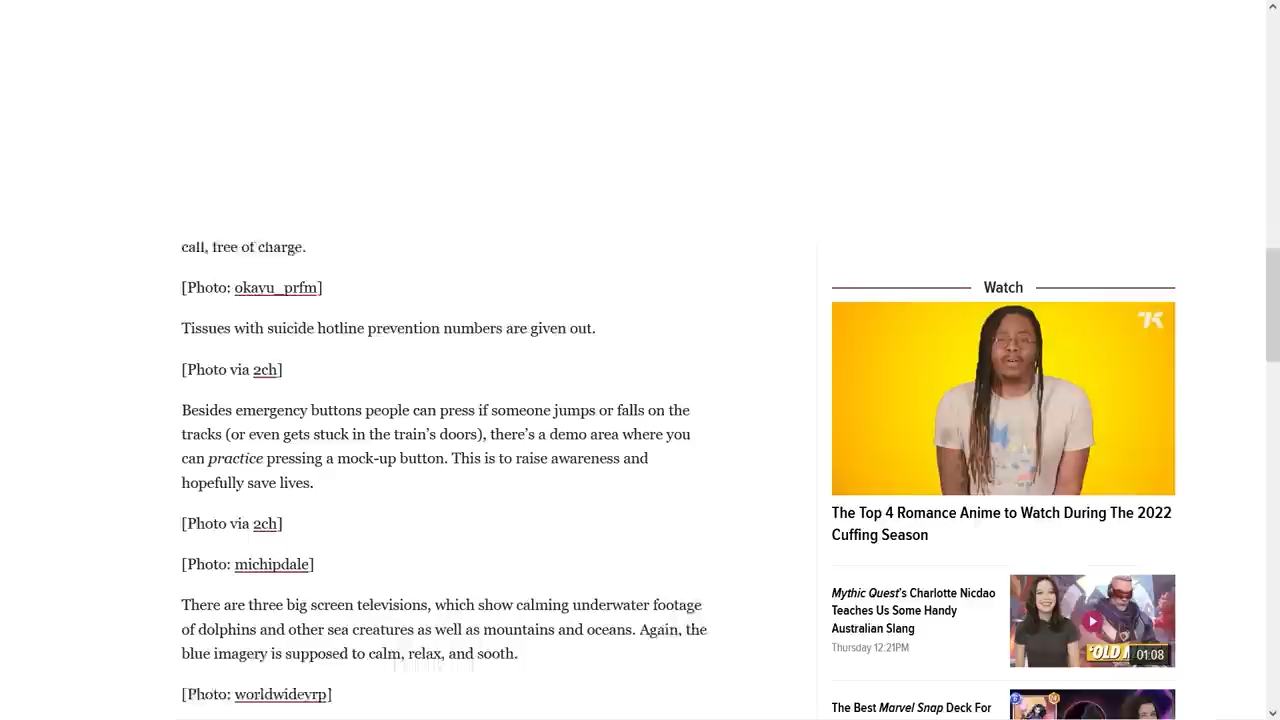 call, free of charge.
[Photo: okayu_prfm]
Tissues with suicide hotline prevention numbers are given out.
[Photo via 2ch]
Besides emergency buttons people can press if someone jumps or falls on the
tracks (or even gets stuck in the train’s doors), there’s a demo area where you
can practice pressing a mock-up button. This is to raise awareness and
hopefully save lives.
[Photo via 2ch]
[Photo: michipdale]
There are three big screen televisions, which show calming underwater footage
of dolphins and other sea creatures as well as mountains and oceans. Again, the
blue imagery is supposed to calm, relax, and sooth.
[Photo: worldwideyrp]
Watch
The Top 4 Romance Anime to Watch During The 2022
Cuffing Season
Mythic Quest’s Charlotte Nicdao
Teaches Us Some Handy
Australian Slang
Thursday 12:21PM
‘OLD
01:08
The Best Marvel Snap Deck For